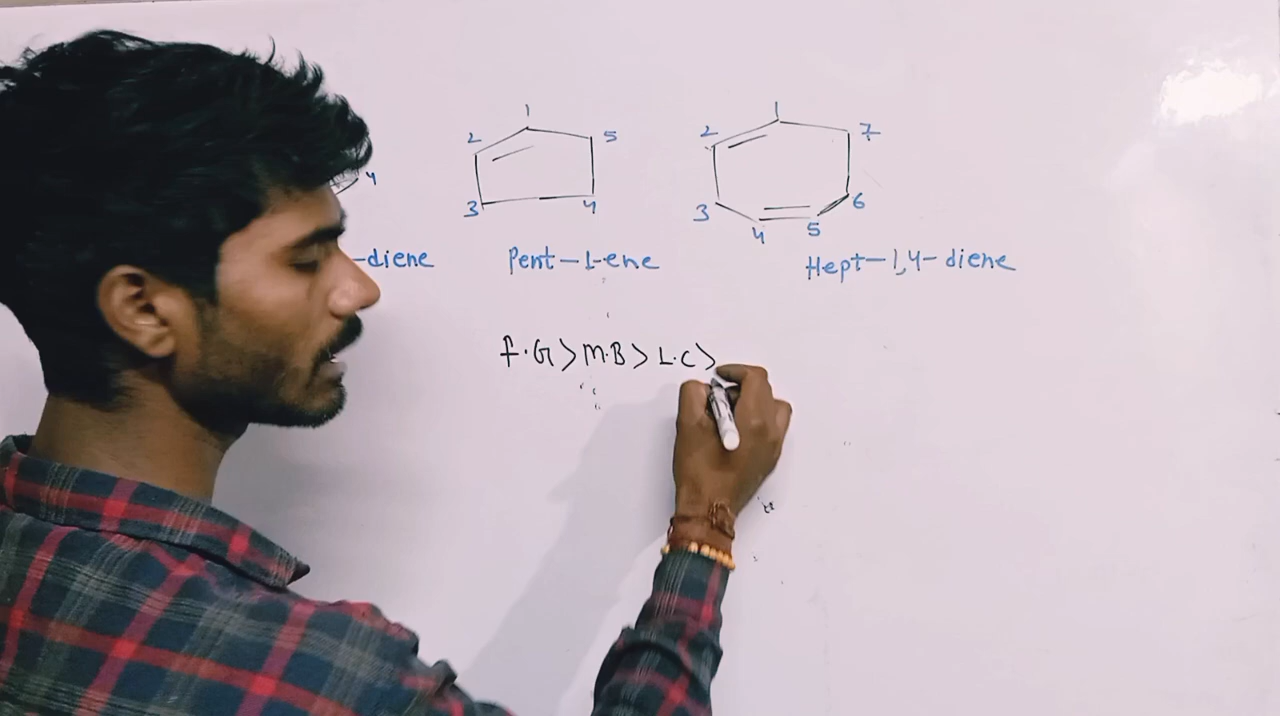 1
2 5
3 4
1
2 7
3 6
4 5
4
-diene
Pent-1-ene
Hept-1,4-diene
f.G>M.B>L.C>